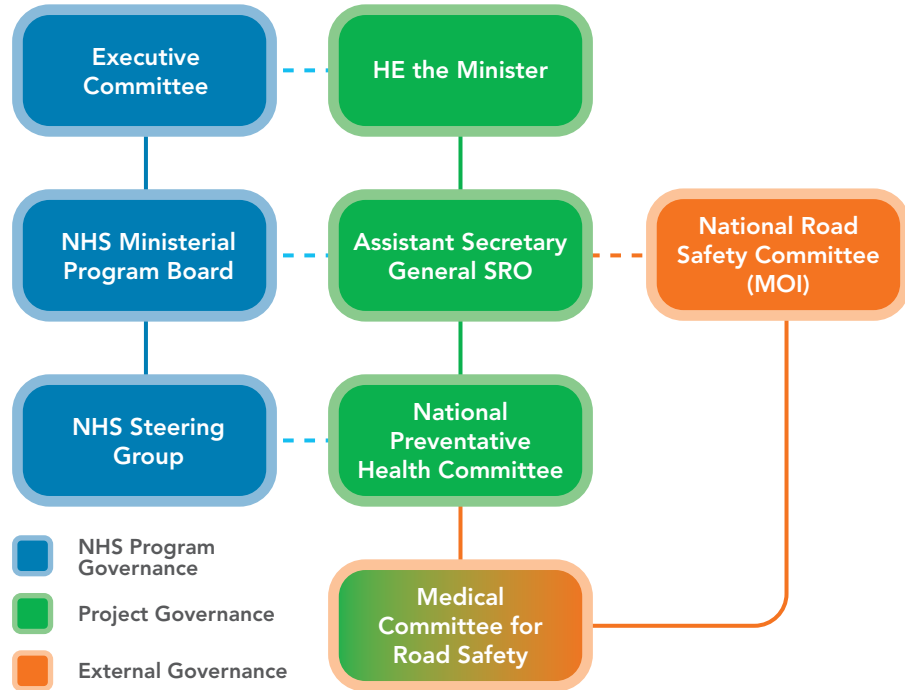 Executive
Committee
HE the Minister
NHS Ministerial
Program Board
Assistant Secretary
General SRO
National Road
Safety Committee
(MOI)
NHS Steering
Group
National
Preventative
Health Committee
Medical
Committee for
Road Safety
NHS Program
Governance
Project Governance
External Governance